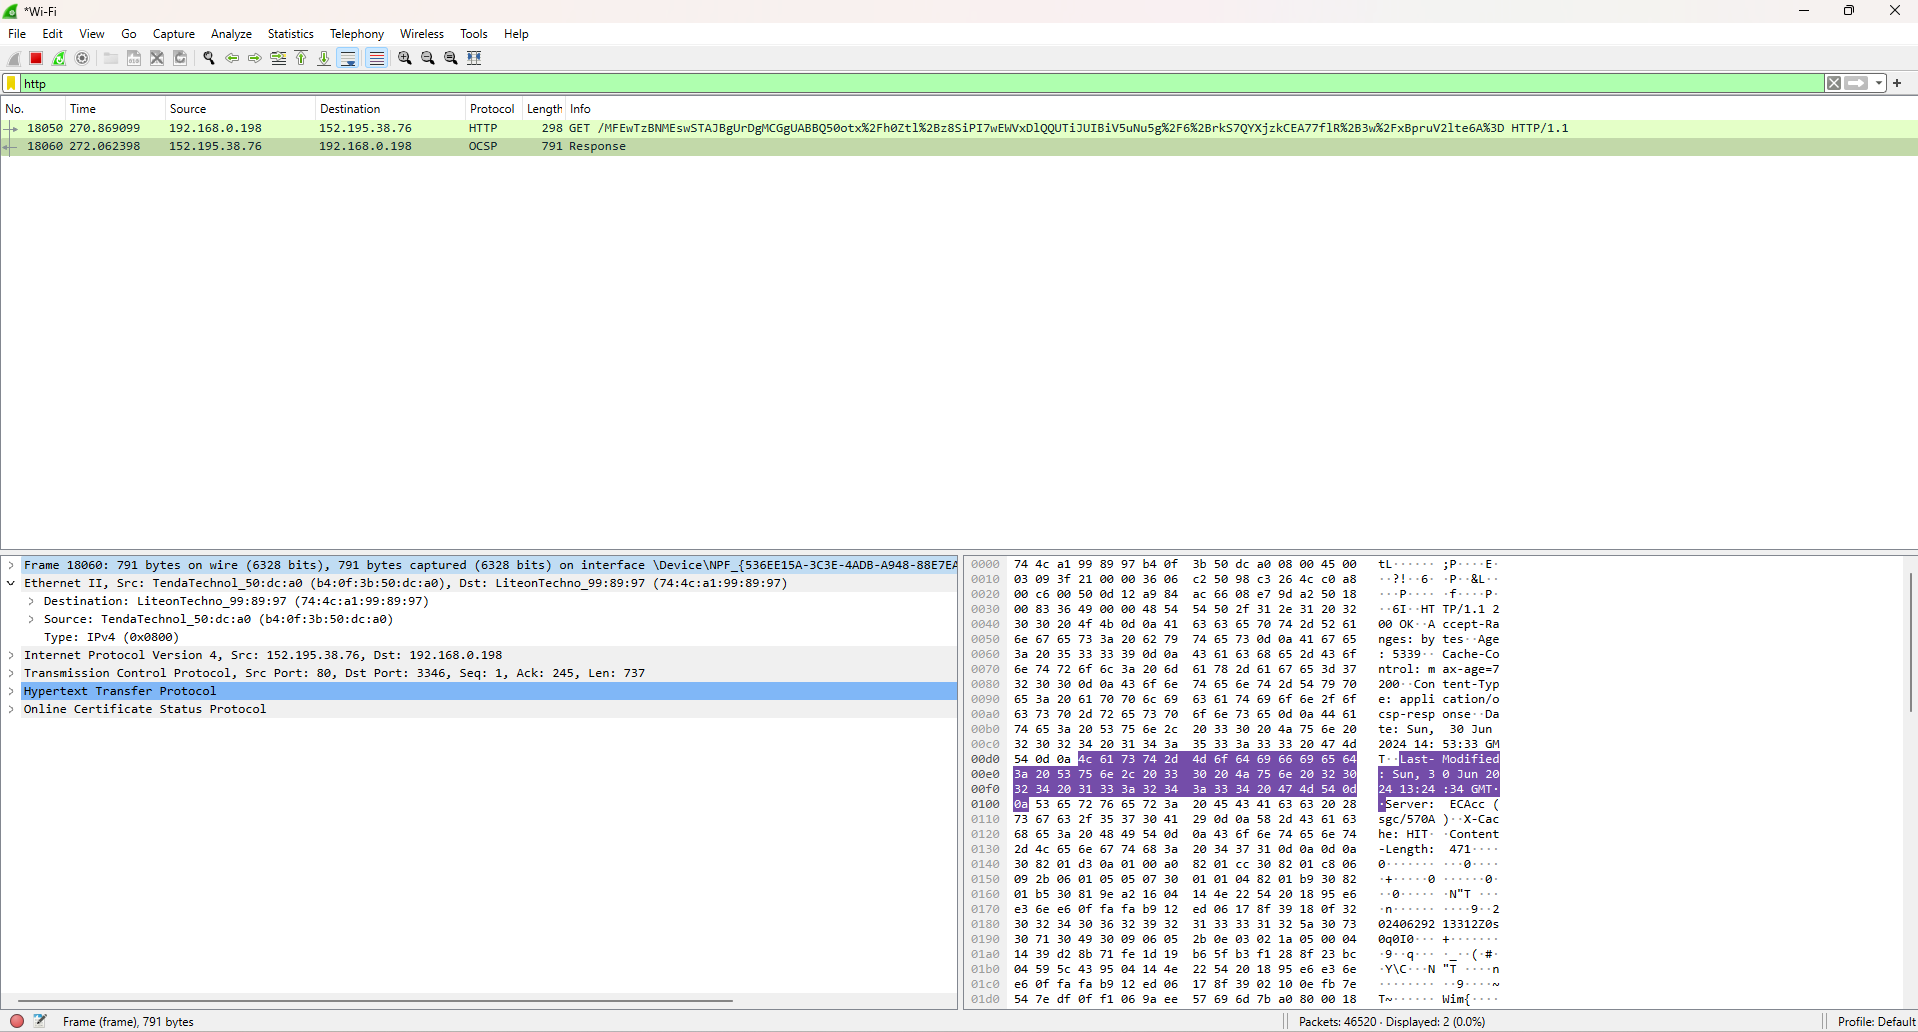 *Wi-Fi
File Edit View Go Capture Analyze Statistics Telephony Wireless Tools Help
http
No. Time Source Destination Protocol Length Info
18050 270.869099 192.168.0.198 152.195.38.76 HTTP 298 GET /MFEwTzBNMEswSTAJBgUrDgMCGgUABBQ50otx%2Fh0Ztl%2Bz8SiPI7wEWVxDlQQUTiJUIBiV5uNu5g%2F6%2BrkS7QYXjzkCEA77flR%2B3w%2FxBpruV2lte6A%3D HTTP/1.1
18060 272.062398 152.195.38.76 192.168.0.198 OCSP 791 Response
Frame 18060: 791 bytes on wire (6328 bits), 791 bytes captured (6328 bits) on interface \Device\NPF_{536EE15A-3C3E-4ADB-A948-88E7EA
Ethernet II, Src: TendaTechnol_50:dc:a0 (b4:0f:3b:50:dc:a0), Dst: LiteonTechno_99:89:97 (74:4c:a1:99:89:97)
Destination: LiteonTechno_99:89:97 (74:4c:a1:99:89:97)
Source: TendaTechnol_50:dc:a0 (b4:0f:3b:50:dc:a0)
Type: IPv4 (0x0800)
Internet Protocol Version 4, Src: 152.195.38.76, Dst: 192.168.0.198
Transmission Control Protocol, Src Port: 80, Dst Port: 3346, Seq: 1, Ack: 245, Len: 737
Hypertext Transfer Protocol
Online Certificate Status Protocol
0000 74 4c a1 99 89 97 b4 0f 3b 50 dc a0 08 00 45 00 tL······ ;P····E·
0010 03 09 3f 21 00 00 36 06 c2 50 98 c3 26 4c c0 a8 ··?!··6· ·P··&L··
0020 00 c6 00 50 0d 12 a9 84 ac 66 08 e7 9d a2 50 18 ···P···· ·f····P·
0030 00 83 36 49 00 00 48 54 54 50 2f 31 2e 31 20 32 ··6I··HT TP/1.1 2
0040 30 30 20 4f 4b 0d 0a 41 63 63 65 70 74 2d 52 61 00 OK··A ccept-Ra
0050 6e 67 65 73 3a 20 62 79 74 65 73 0d 0a 41 67 65 nges: by tes··Age
0060 3a 20 35 33 33 39 0d 0a 43 61 63 68 65 2d 43 6f : 5339·· Cache-Co
0070 6e 74 72 6f 6c 3a 20 6d 61 78 2d 61 67 65 3d 37 ntrol: m ax-age=7
0080 32 30 30 0d 0a 43 6f 6e 74 65 6e 74 2d 54 79 70 200··Con tent-Typ
0090 65 3a 20 61 70 70 6c 69 63 61 74 69 6f 6e 2f 6f e: appli cation/o
00a0 63 73 70 2d 72 65 73 70 6f 6e 73 65 0d 0a 44 61 csp-resp onse··Da
00b0 74 65 3a 20 53 75 6e 2c 20 33 30 20 4a 75 6e 20 te: Sun, 30 Jun
00c0 32 30 32 34 20 31 34 3a 35 33 3a 33 33 20 47 4d 2024 14: 53:33 GM
00d0 54 0d 0a 4c 61 73 74 2d 4d 6f 64 69 66 69 65 64 T··Last- Modified
00e0 3a 20 53 75 6e 2c 20 33 30 20 4a 75 6e 20 32 30 : Sun, 3 0 Jun 20
00f0 32 34 20 31 33 3a 32 34 3a 33 34 20 47 4d 54 0d 24 13:24 :34 GMT·
0100 0a 53 65 72 76 65 72 3a 20 45 43 41 63 63 20 28 ·Server: ECAcc (
0110 73 67 63 2f 35 37 30 41 29 0d 0a 58 2d 43 61 63 sgc/570A )··X-Cac
0120 68 65 3a 20 48 49 54 0d 0a 43 6f 6e 74 65 6e 74 he: HIT· ·Content
0130 2d 4c 65 6e 67 74 68 3a 20 34 37 31 0d 0a 0d 0a -Length: 471····
0140 30 82 01 d3 0a 01 00 a0 82 01 cc 30 82 01 c8 06 0······· ···0····
0150 09 2b 06 01 05 05 07 30 01 01 04 82 01 b9 30 82 ·+·····0 ······0·
0160 01 b5 30 81 9e a2 16 04 14 4e 22 54 20 18 95 e6 ··0····· ·N"T ···
0170 e3 6e e6 0f fa fa b9 12 ed 06 17 8f 39 18 0f 32 ·n······ ····9··2
0180 30 32 34 30 36 32 39 32 31 33 33 31 32 5a 30 73 02406292 13312Z0s
0190 30 71 30 49 30 09 06 05 2b 0e 03 02 1a 05 00 04 0q0I0··· +·······
01a0 14 39 d2 8b 71 fe 1d 19 b6 5f b3 f1 28 8f 23 bc ·9··q··· ·_··(·#·
01b0 04 59 5c 43 95 04 14 4e 22 54 20 18 95 e6 e3 6e ·Y\C···N "T ····n
01c0 e6 0f fa fa b9 12 ed 06 17 8f 39 02 10 0e fb 7e ········ ··9····~
01d0 54 7e df 0f f1 06 9a ee 57 69 6d 7b a0 80 00 18 T~······ Wim{····
Frame (frame), 791 bytes
Packets: 46520 · Displayed: 2 (0.0%)
Profile: Default